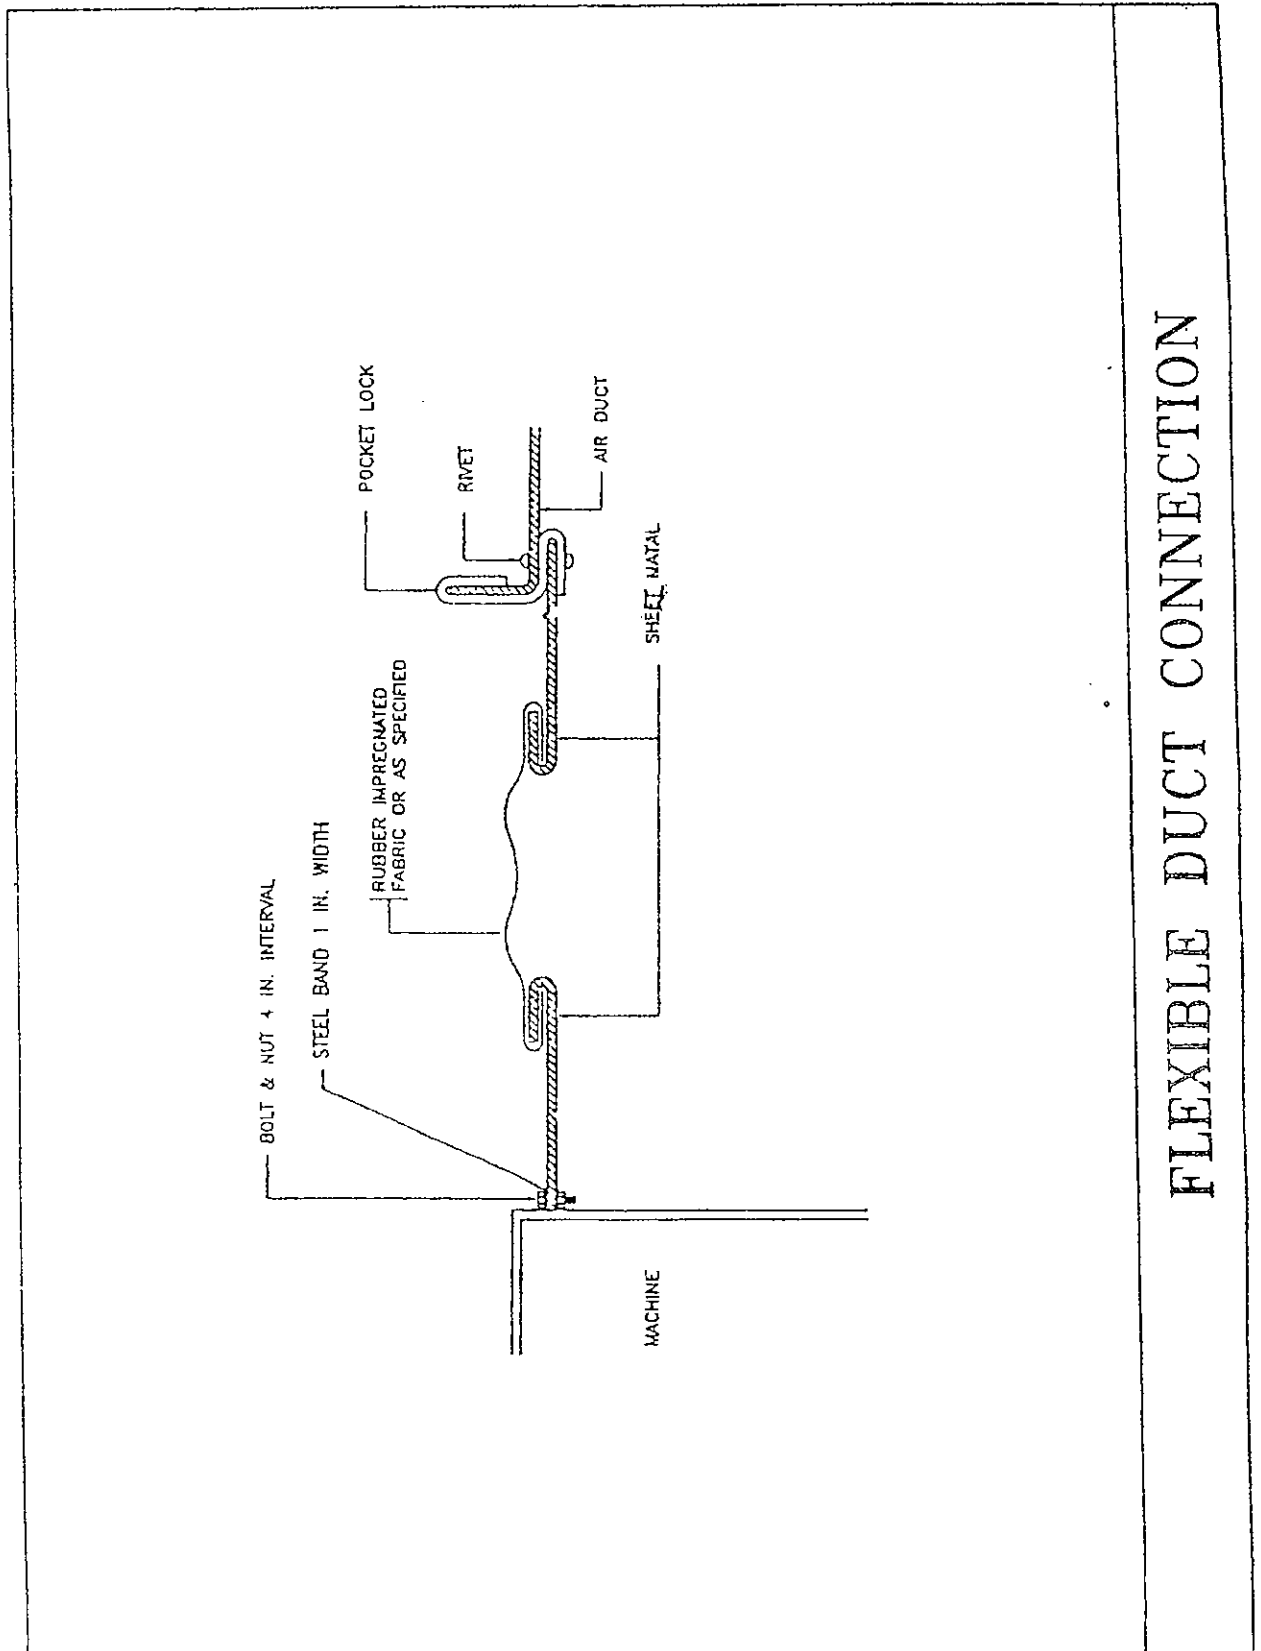 BOLT & NUT 4 IN. INTERVAL
STEEL BAND 1 IN. WIDTH
RUBBER IMPREGNATED
FABRIC OR AS SPECIFIED
POCKET LOCK
RIVET
AIR DUCT
SHEET NATAL
MACHINE
FLEXIBLE DUCT CONNECTION